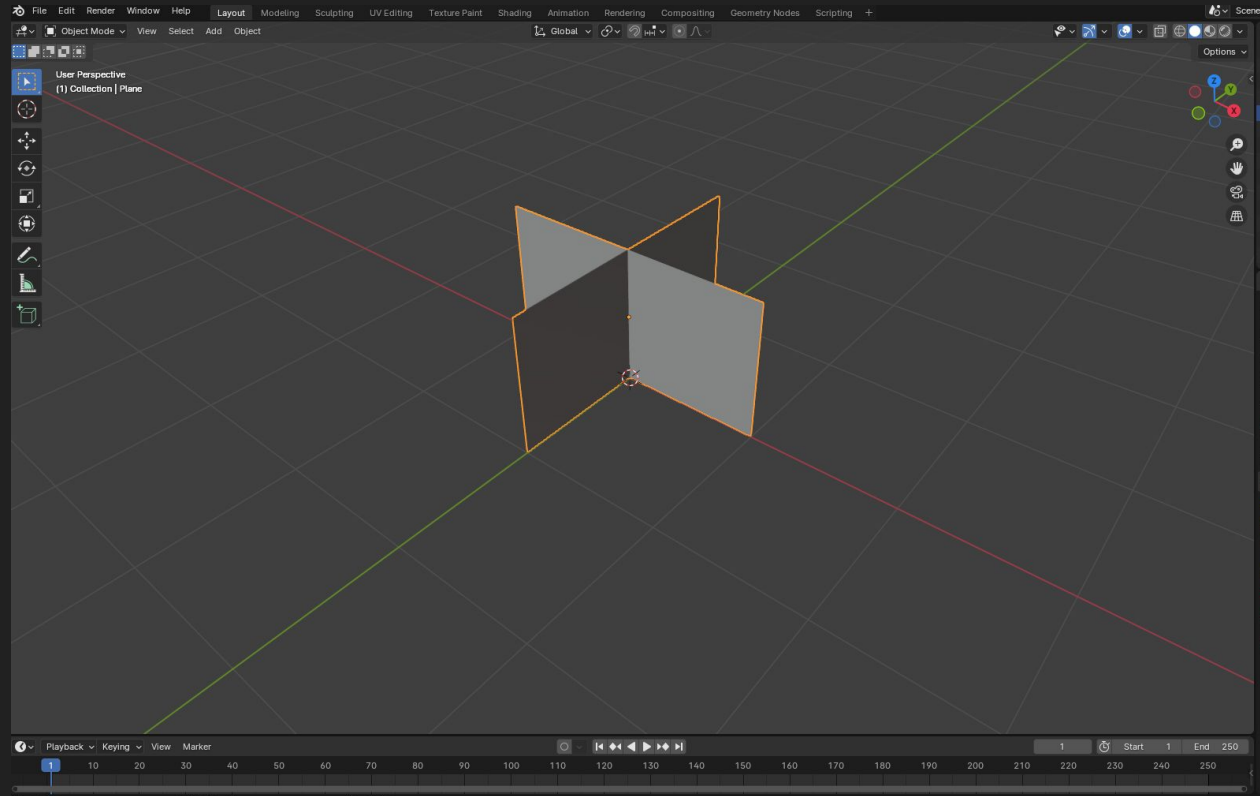 File Edit Render Window Help Layout Modeling Sculpting UV Editing Texture Paint Shading Animation Rendering Compositing Geometry Nodes Scripting + Scene
Object Mode View Select Add Object Global
Options
User Perspective
(1) Collection | Plane
Z
Y
X
Playback Keying View Marker 1 Start 1 End 250
1 10 20 30 40 50 60 70 80 90 100 110 120 130 140 150 160 170 180 190 200 210 220 230 240 250